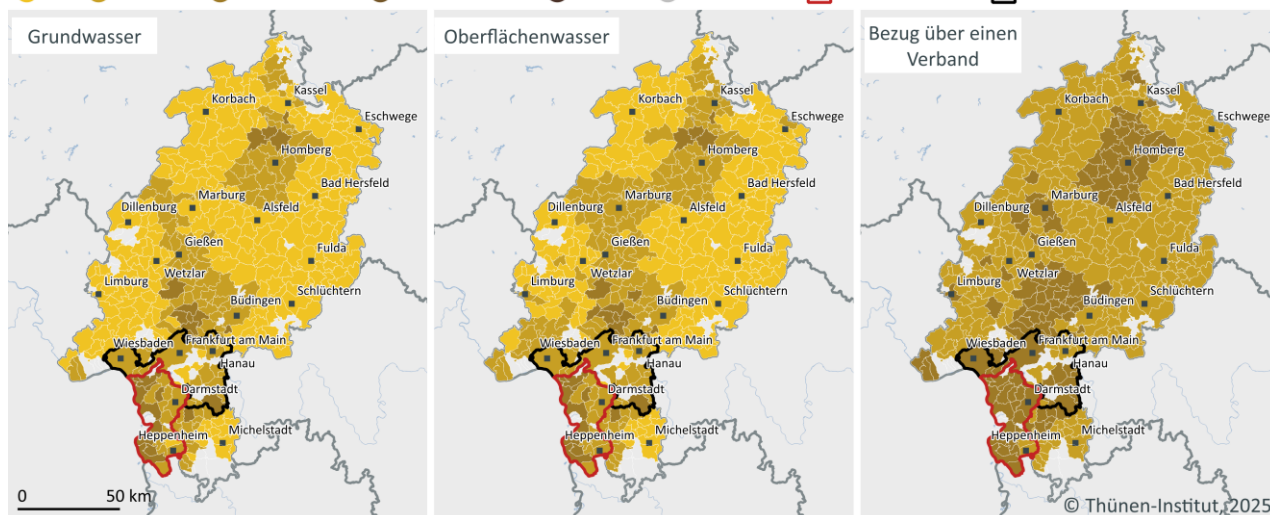 Grundwasser
Kassel
Korbach
Eschwege
Homberg
Bad Hersfeld
Marburg
Dillenburg
Alsfeld
Gießen
Fulda
Wetzlar
Limburg
Schlüchtern
Büdingen
Wiesbaden
Frankfurt am Main
Hanau
Darmstadt
Heppenheim
Michelstadt
0 50 km
Oberflächenwasser
Kassel
Korbach
Eschwege
Homberg
Bad Hersfeld
Marburg
Dillenburg
Alsfeld
Gießen
Fulda
Wetzlar
Limburg
Schlüchtern
Büdingen
Wiesbaden
Frankfurt am Main
Hanau
Darmstadt
Heppenheim
Michelstadt
Bezug über einen
Verband
Kassel
Korbach
Eschwege
Homberg
Bad Hersfeld
Marburg
Dillenburg
Alsfeld
Gießen
Fulda
Wetzlar
Limburg
Schlüchtern
Büdingen
Wiesbaden
Frankfurt am Main
Hanau
Darmstadt
Heppenheim
Michelstadt
© Thünen-Institut, 2025